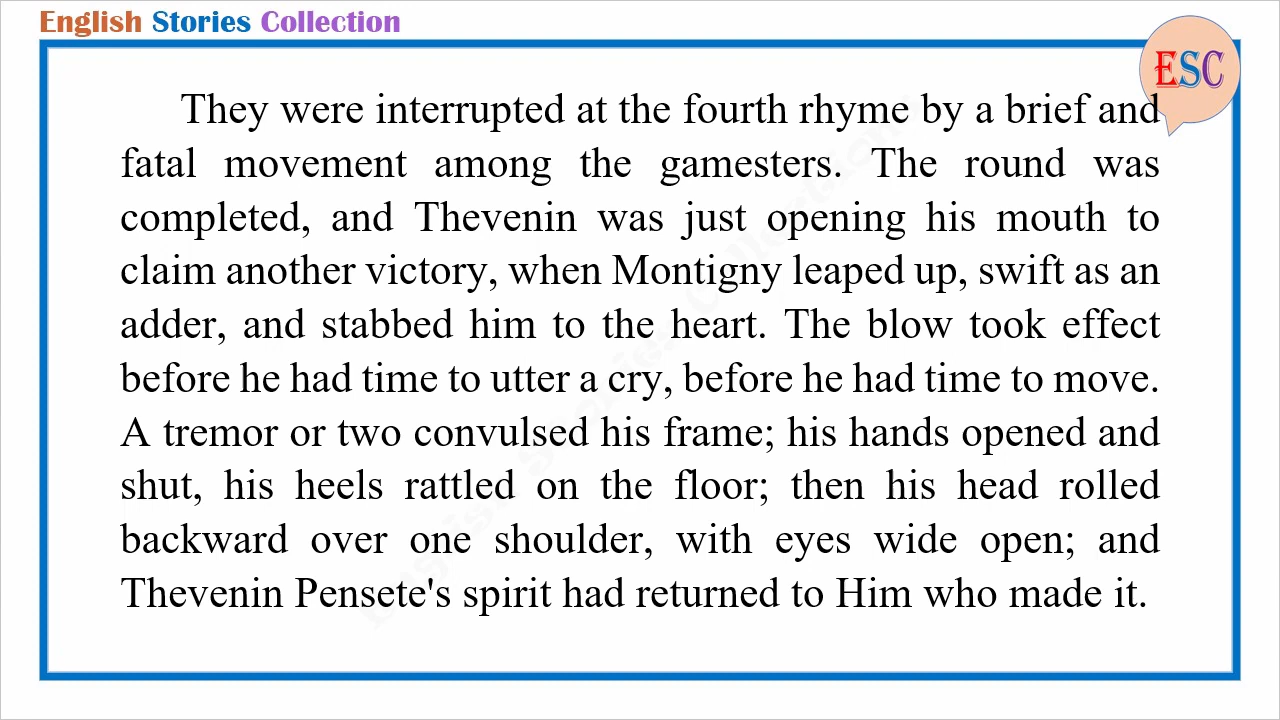 English Stories Collection
ESC
They were interrupted at the fourth rhyme by a brief and
fatal movement among the gamesters. The round was
completed, and Thevenin was just opening his mouth to
claim another victory, when Montigny leaped up, swift as an
adder, and stabbed him to the heart. The blow took effect
before he had time to utter a cry, before he had time to move.
A tremor or two convulsed his frame; his hands opened and
shut, his heels rattled on the floor; then his head rolled
backward over one shoulder, with eyes wide open; and
Thevenin Pensete's spirit had returned to Him who made it.
English Stories Collections